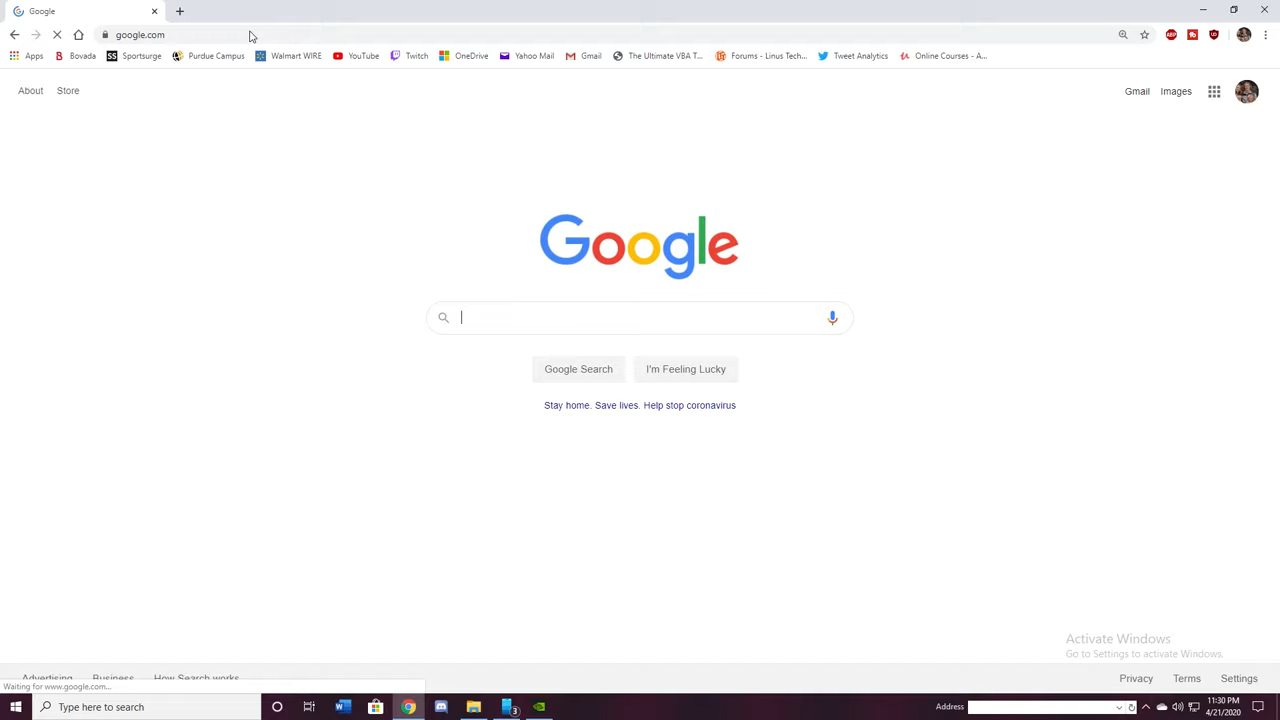 Google
google.com
Apps Bovada Sportsurge Purdue Campus Walmart WIRE YouTube Twitch OneDrive Yahoo Mail Gmail The Ultimate VBA T... Forums - Linus Tech... Tweet Analytics Online Courses - A...
About Store Gmail Images
Google
Google Search I'm Feeling Lucky
Stay home. Save lives. Help stop coronavirus
Activate Windows
Go to Settings to activate Windows.
Advertising Business How Search works Privacy Terms Settings
Waiting for www.google.com...
Type here to search Address 11:30 PM
4/21/2020